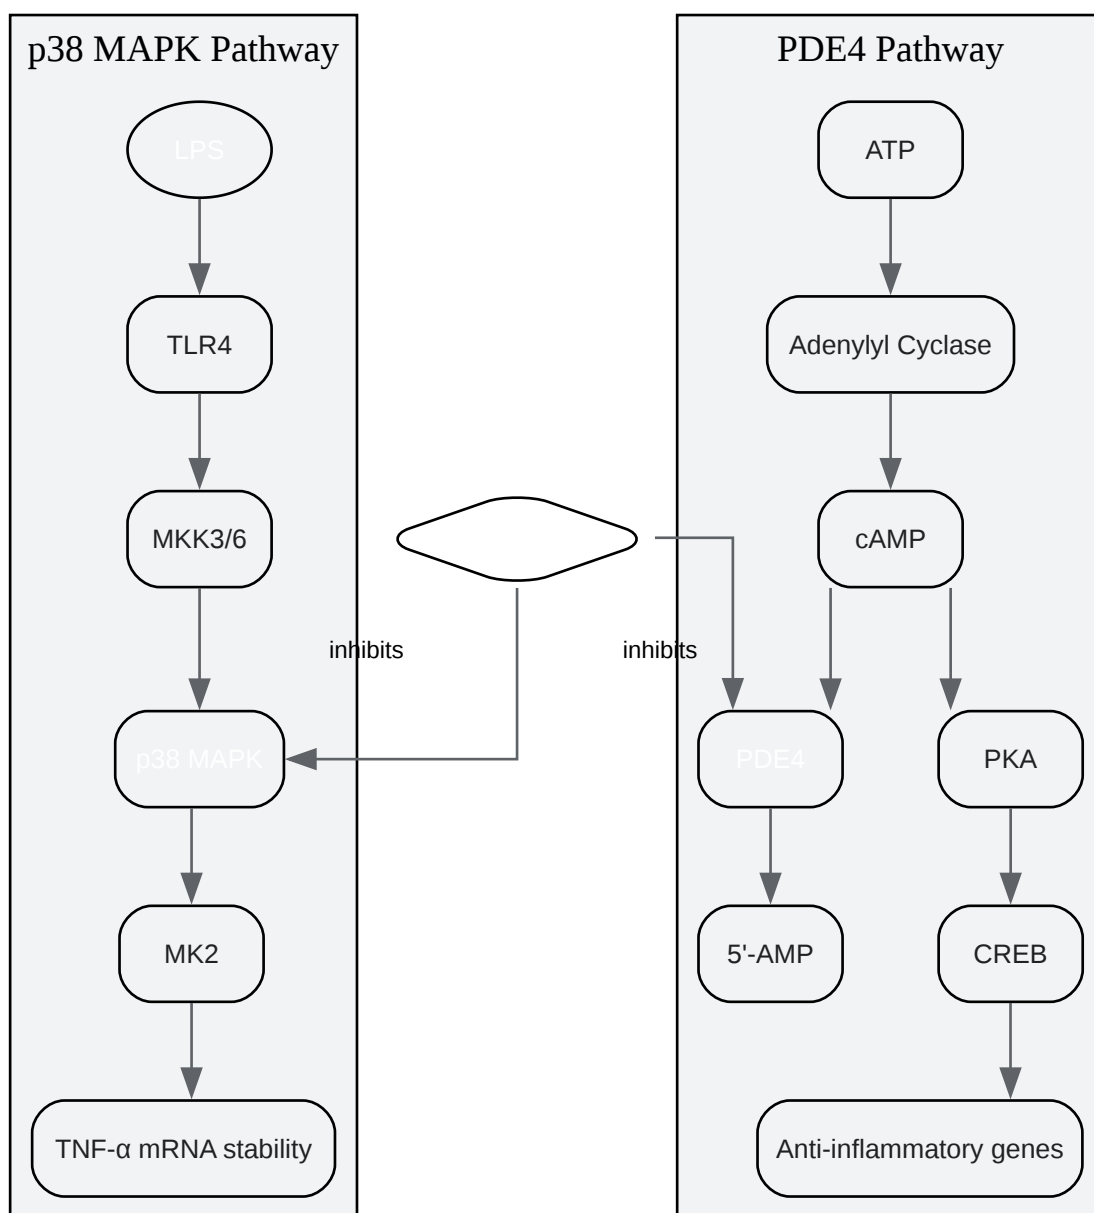 p38 MAPK Pathway
LPS
TLR4
MKK3/6
inhibits
p38 MAPK
MK2
TNF-α mRNA stability
PDE4 Pathway
ATP
Adenylyl Cyclase
cAMP
inhibits
PDE4
PKA
5'-AMP
CREB
Anti-inflammatory genes